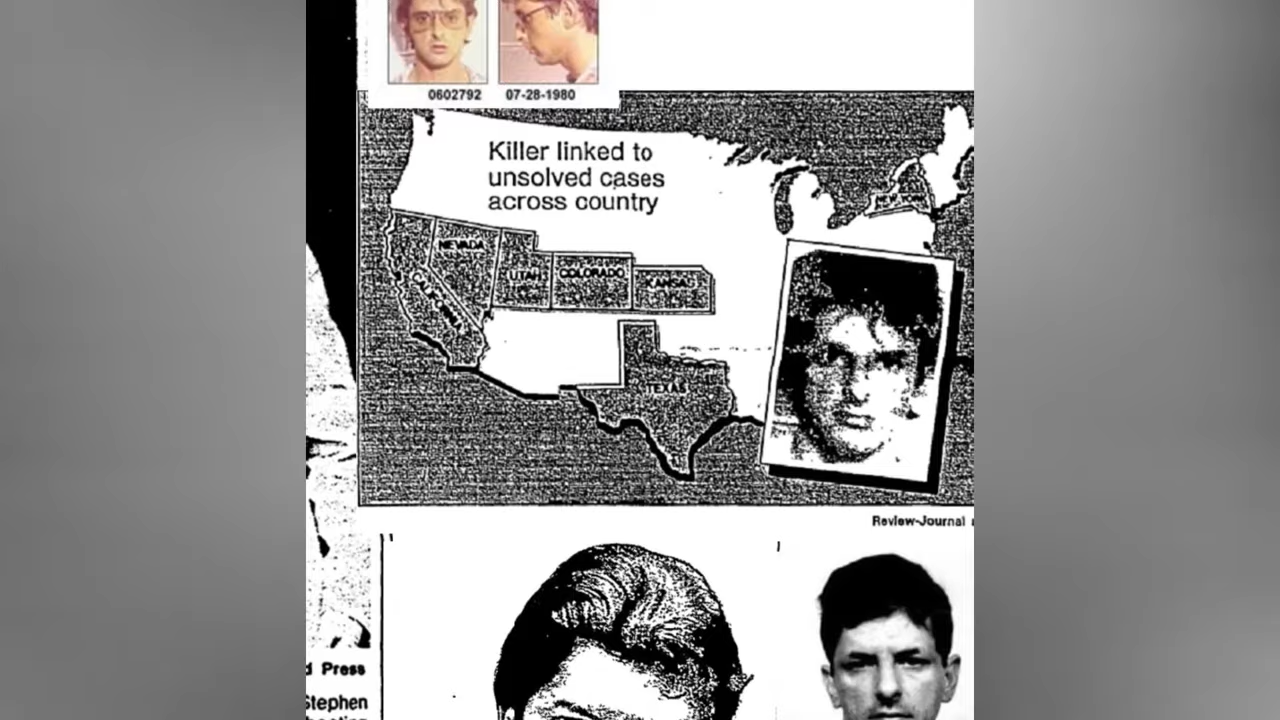 0602792 07-28-1980
Killer linked to
unsolved cases
across country
NEW YORK
NEVADA
UTAH
COLORADO
KANSAS
CALIFORNIA
TEXAS
Review-Journal
d Press
Stephen